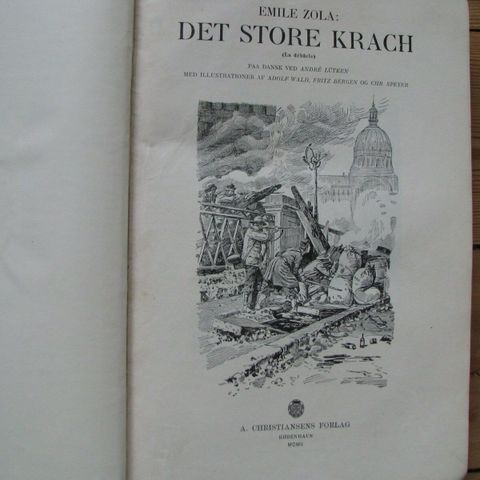 EMILE ZOLA:
DET STORE KRACH
(La débâcle)
PAA DANSK VED ANDRÉ LÜTKEN
MED ILLUSTRATIONER AF ADOLF WALD, FRITZ BERGEN OG CHR. SPEYER
A. CHRISTIANSENS FORLAG
KØBENHAVN